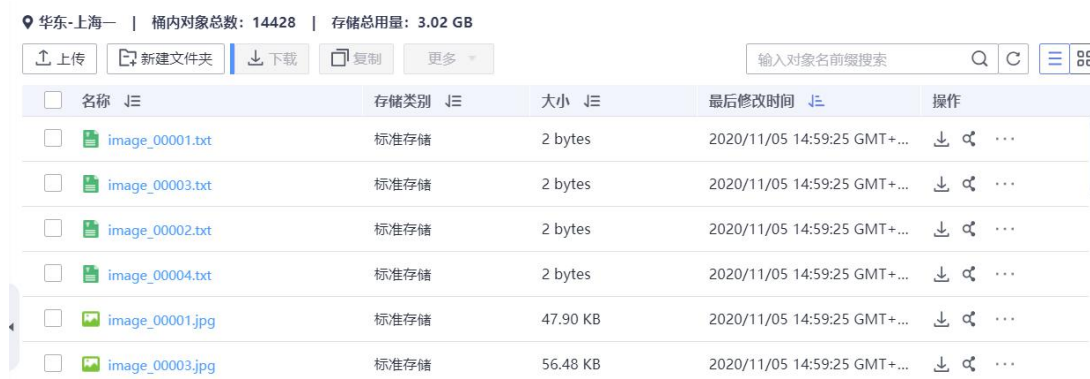 华东-上海一 | 桶内对象总数：14428 | 存储总用量：3.02 GB
上传 新建文件夹 下载 复制 更多 输入对象名前缀搜索
名称 存储类别 大小 最后修改时间 操作
image_00001.txt 标准存储 2 bytes 2020/11/05 14:59:25 GMT+...
image_00003.txt 标准存储 2 bytes 2020/11/05 14:59:25 GMT+...
image_00002.txt 标准存储 2 bytes 2020/11/05 14:59:25 GMT+...
image_00004.txt 标准存储 2 bytes 2020/11/05 14:59:25 GMT+...
image_00001.jpg 标准存储 47.90 KB 2020/11/05 14:59:25 GMT+...
image_00003.jpg 标准存储 56.48 KB 2020/11/05 14:59:25 GMT+...